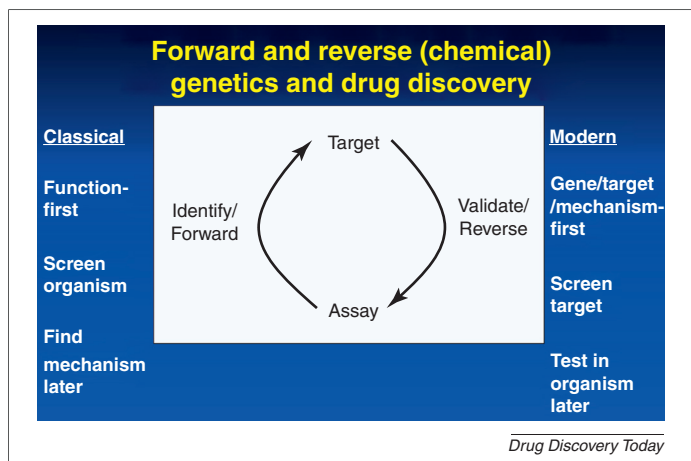 Forward and reverse (chemical)
genetics and drug discovery
Classical
Function-
first
Screen
organism
Find
mechanism
later
Target
Identify/
Forward
Validate/
Reverse
Assay
Modern
Gene/target
/mechanism-
first
Screen
target
Test in
organism
later
Drug Discovery Today